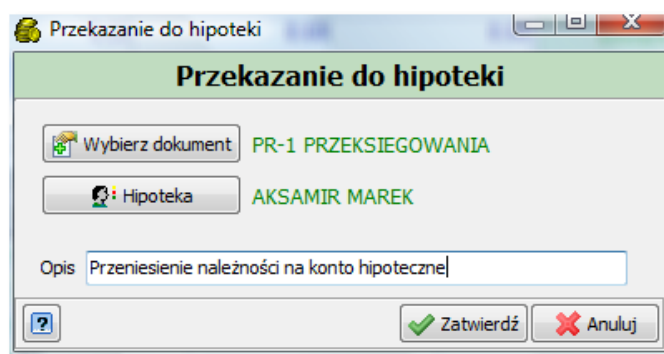 Przekazanie do hipoteki
Przekazanie do hipoteki
Wybierz dokument PR-1 PRZEKSIEGOWANIA
Hipoteka AKSAMIR MAREK
Opis Przeniesienie należności na konto hipoteczne
? Zatwierdź Anuluj